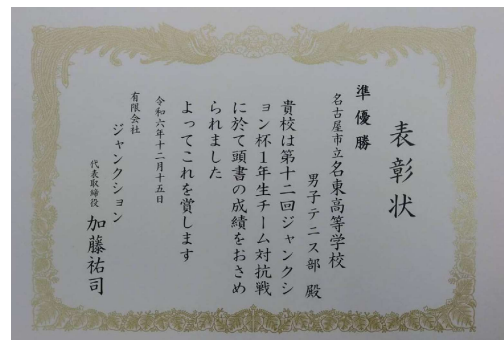 表彰状
準優勝
名古屋市立名東高等学校
男子テニス部 殿
貴校は第十二回ジャンクシ
ョン杯1年生チーム対抗戦
に於て頭書の成績をおさめ
られました
よってこれを賞します
令和六年十二月十五日
有限会社
ジャンクション
代表取締役 加藤祐司